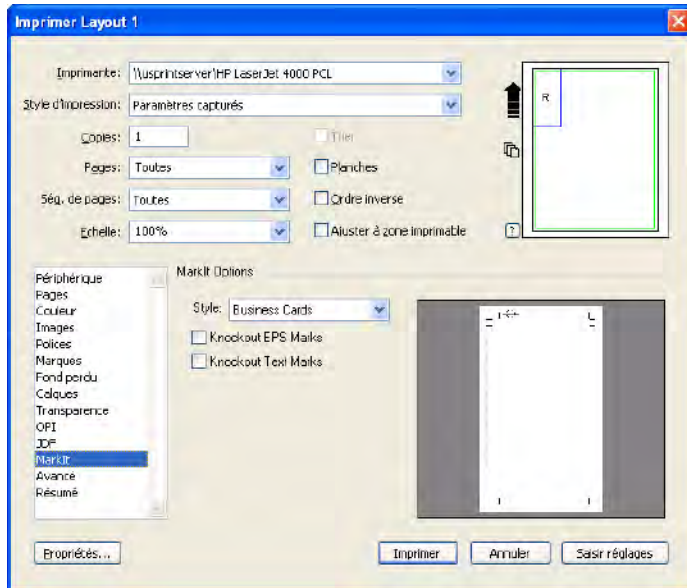 Imprimer Layout 1
Imprimante: \\usprintserver\HP LaserJet 4000 PCL
Style d'impression: Paramètres capturés
Copies: 1 Trier
Pages: Toutes Planches
Séq. de pages: Toutes Ordre inverse
Echelle: 100% Ajuster à zone imprimable
R
?
Périphérique
Pages
Couleur
Images
Polices
Marques
Fond perdu
Calques
Transparence
OPI
JDF
MarkIt
Avancé
Résumé
MarkIt Options
Style: Business Cards
Knockout EPS Marks
Knockout Text Marks
Propriétés... Imprimer Annuler Saisir réglages